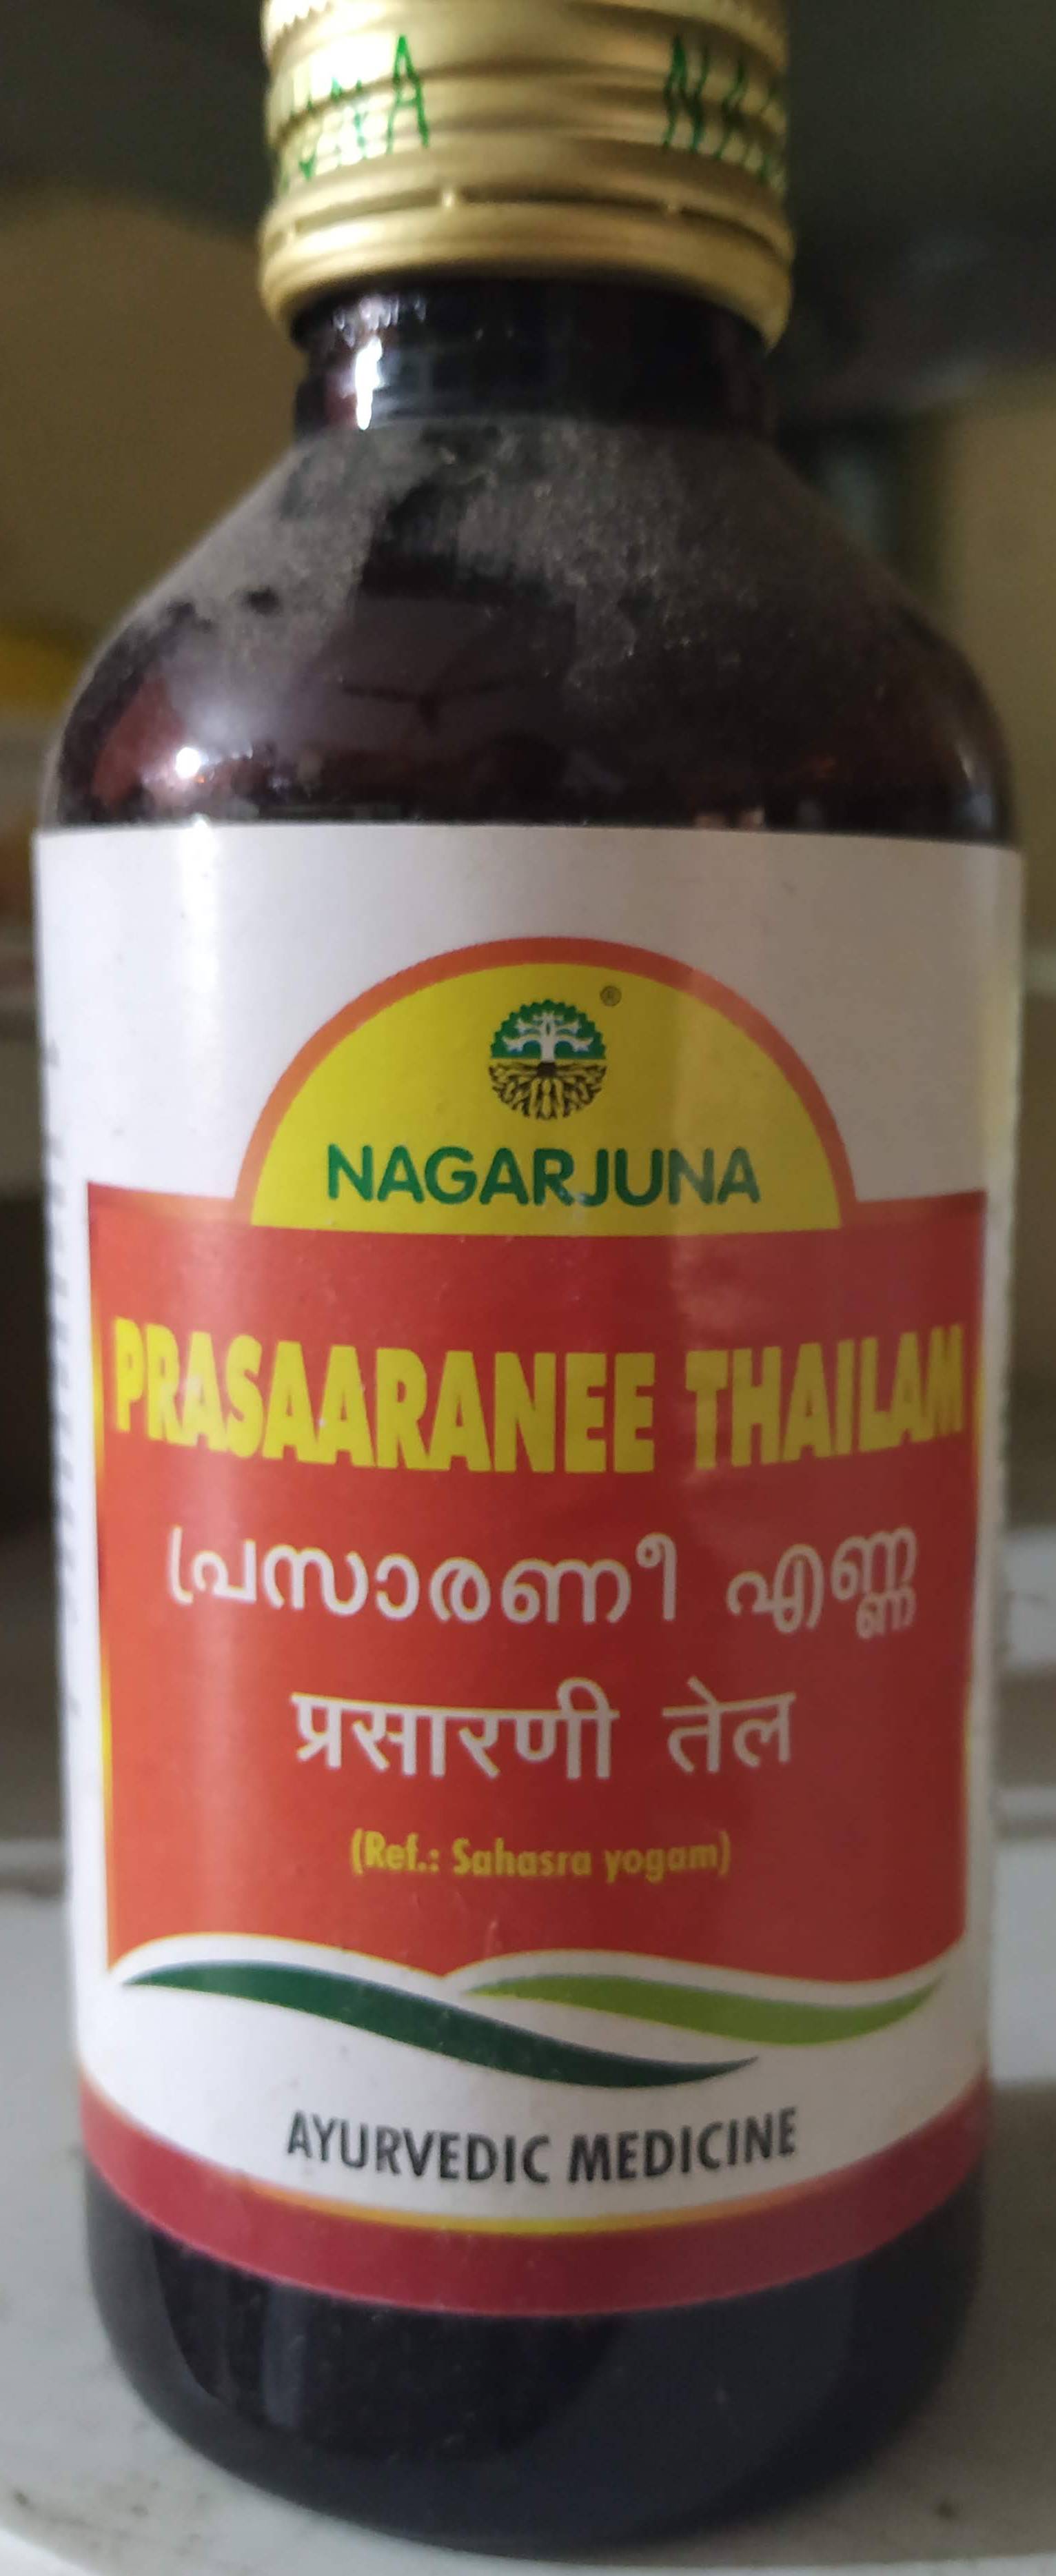 ®
NAGARJUNA
PRASAARANEE THAILAM
പ്രസാരണീ എണ്ണ
प्रसारणी तेल
(Ref.: Sahasra yogam)
AYURVEDIC MEDICINE